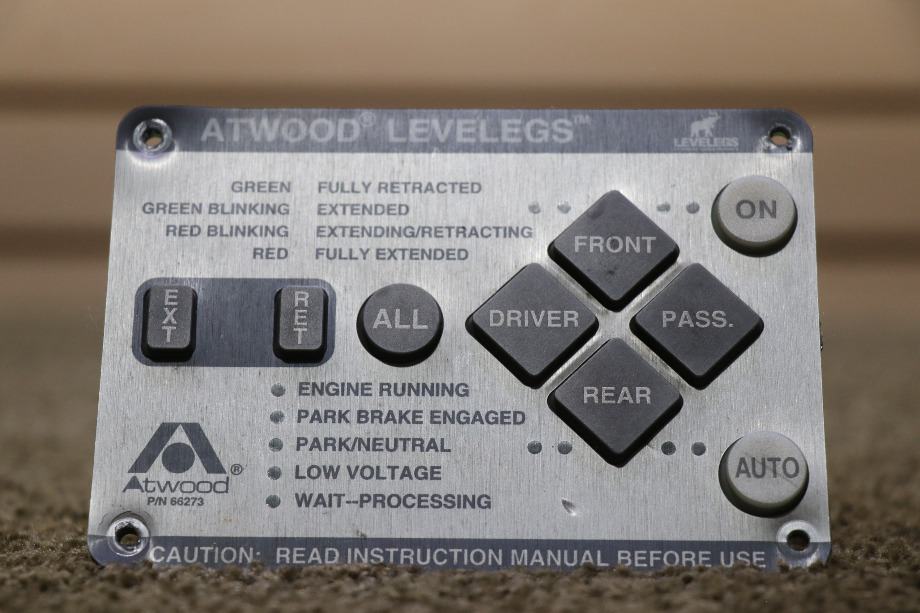 ATWOOD® LEVELEGS™
LEVELEGS
GREEN FULLY RETRACTED
GREEN BLINKING EXTENDED
RED BLINKING EXTENDING/RETRACTING
RED FULLY EXTENDED
ON
FRONT
EXT
RET
ALL
DRIVER
PASS.
REAR
ENGINE RUNNING
PARK BRAKE ENGAGED
PARK/NEUTRAL
LOW VOLTAGE
WAIT--PROCESSING
AUTO
Atwood®
P/N 66273
CAUTION: READ INSTRUCTION MANUAL BEFORE USE